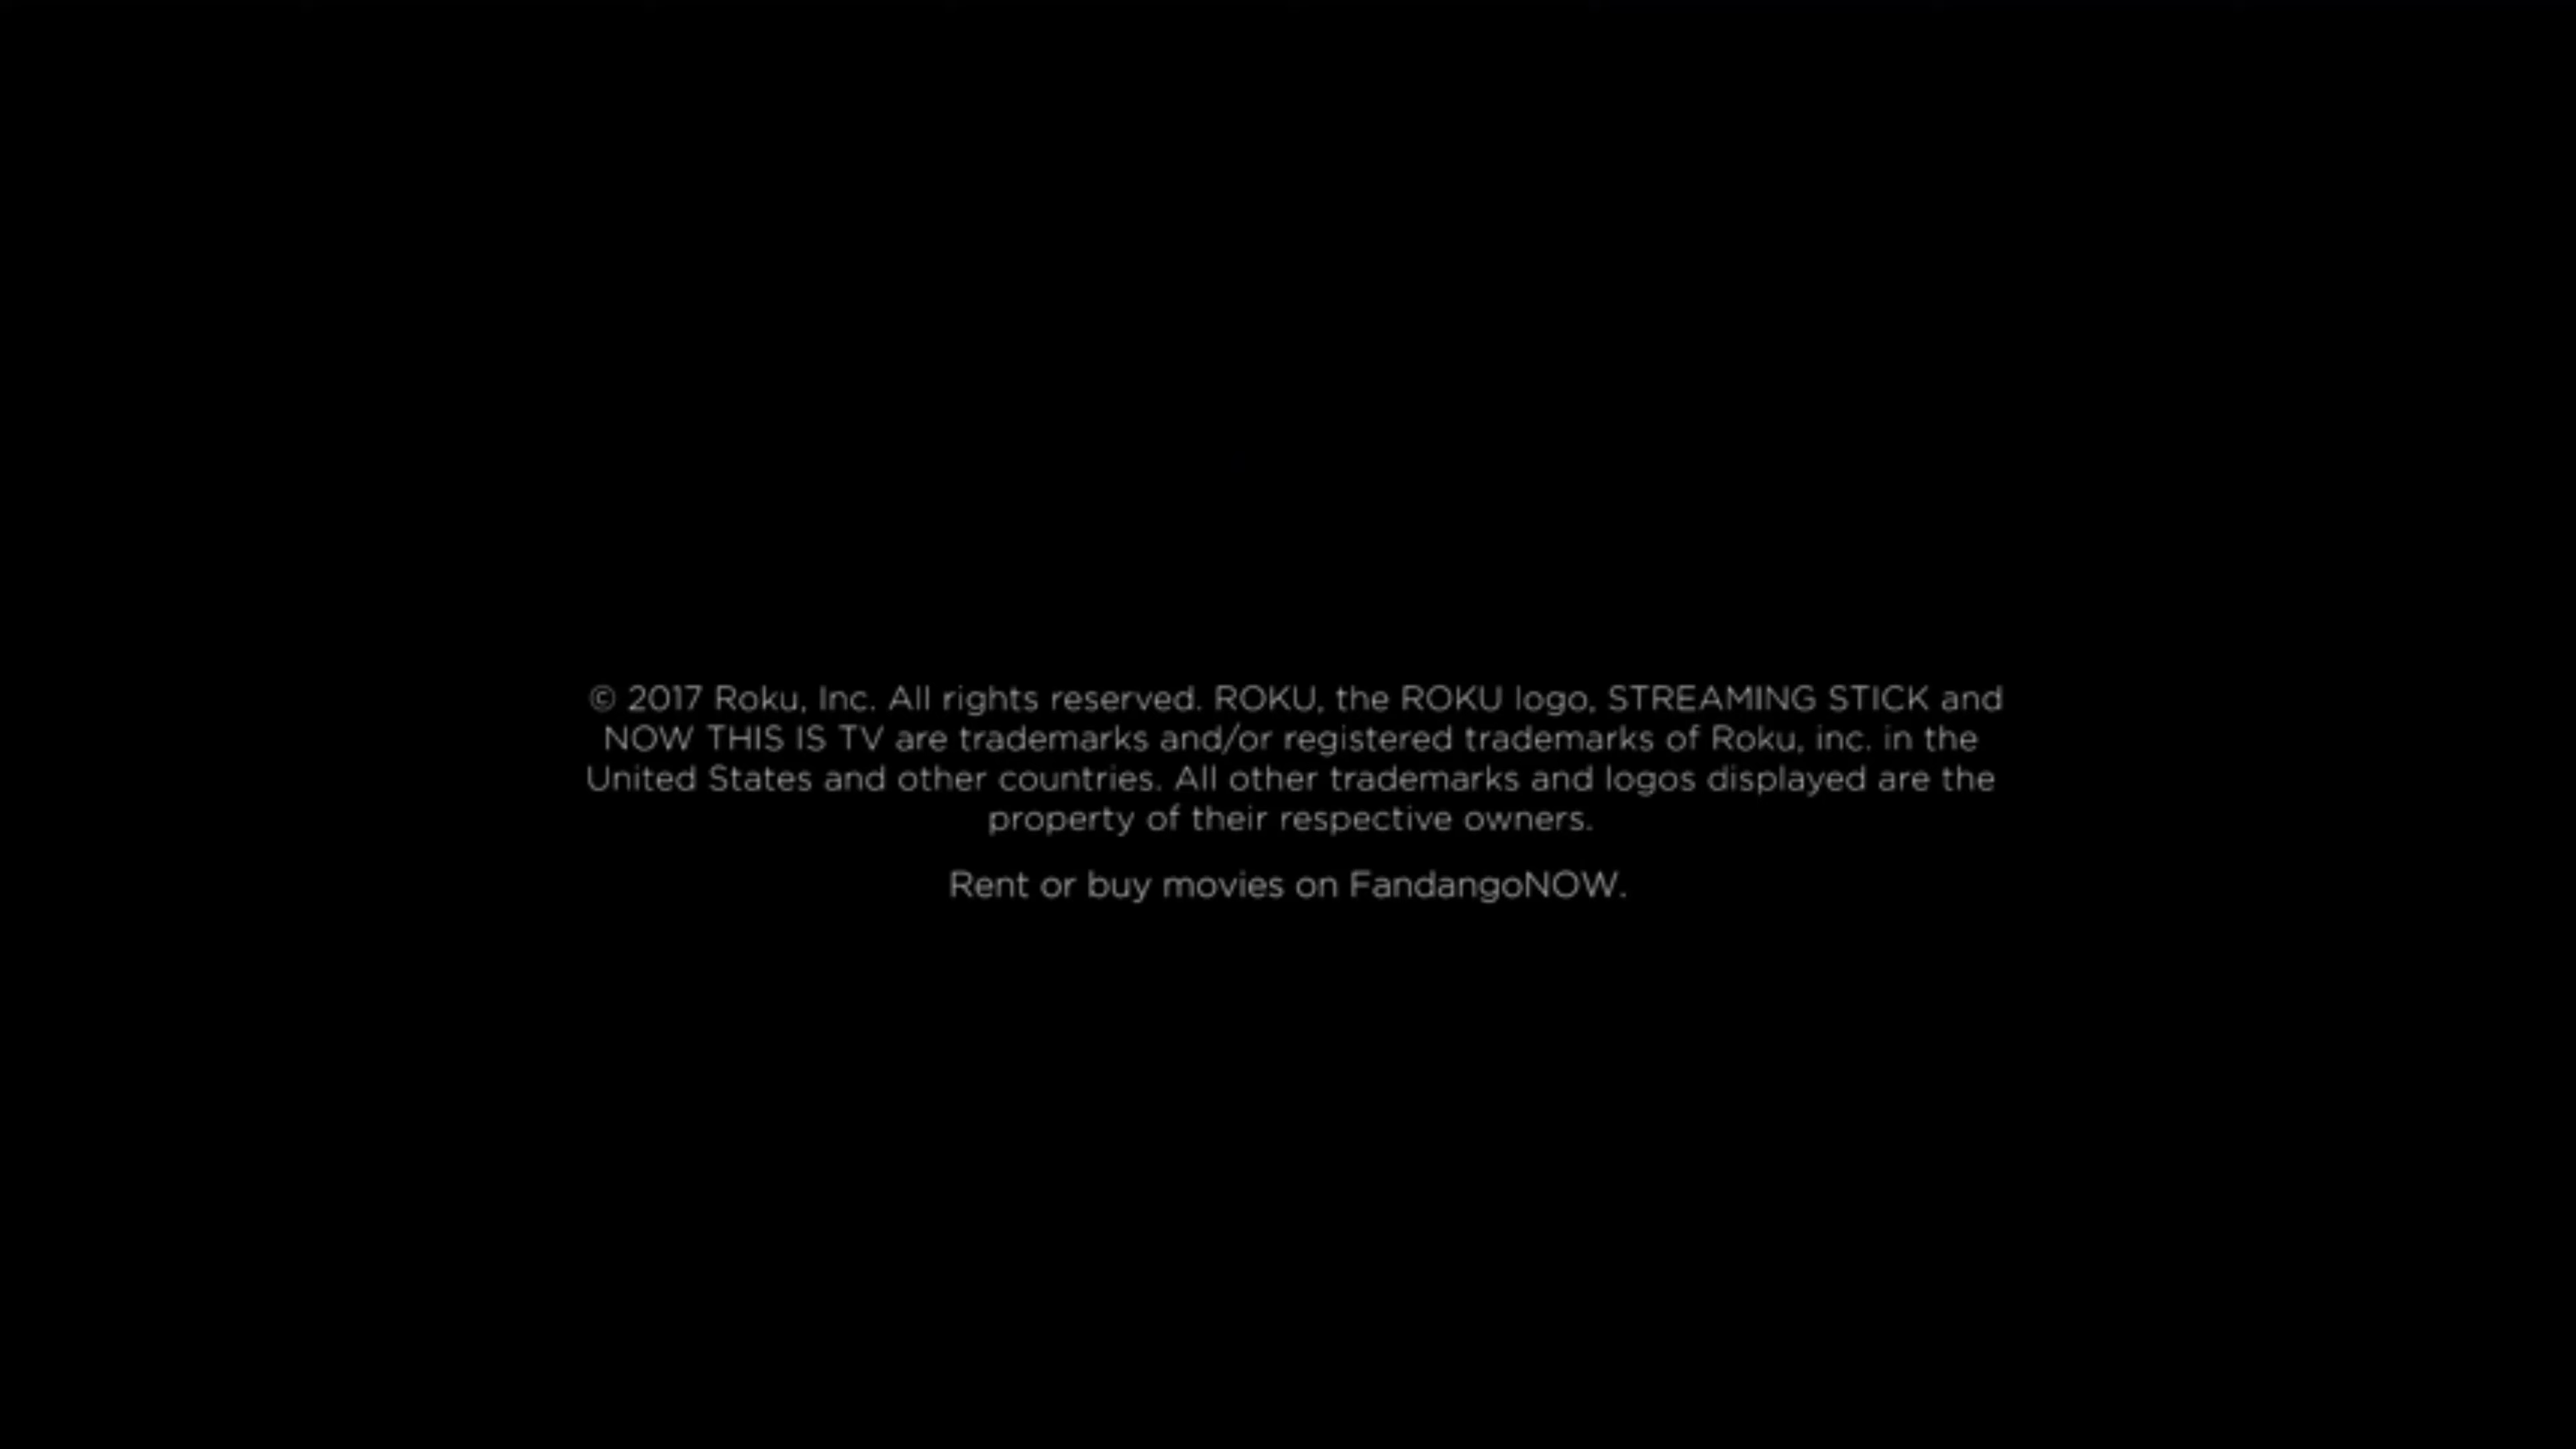 © 2017 Roku, Inc. All rights reserved. ROKU, the ROKU logo, STREAMING STICK and
NOW THIS IS TV are trademarks and/or registered trademarks of Roku, inc. in the
United States and other countries. All other trademarks and logos displayed are the
property of their respective owners.
Rent or buy movies on FandangoNOW.